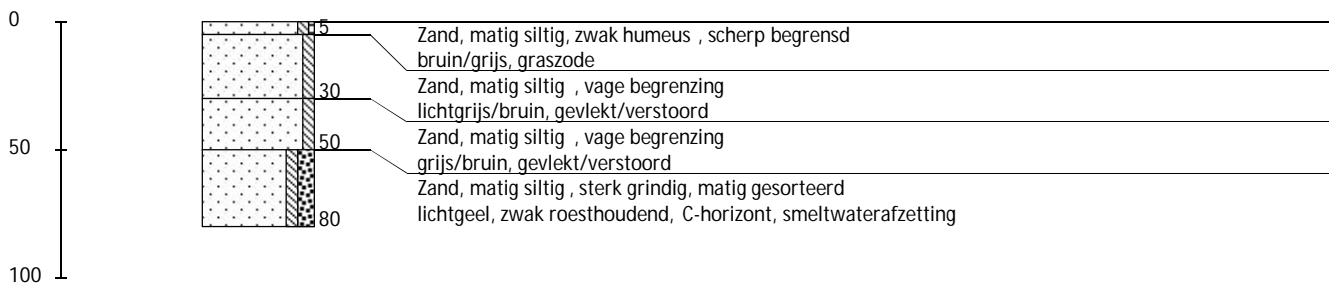 0
5
Zand, matig siltig, zwak humeus , scherp begrensd
bruin/grijs, graszode
30
Zand, matig siltig , vage begrenzing
lichtgrijs/bruin, gevlekt/verstoord
50
50
Zand, matig siltig , vage begrenzing
grijs/bruin, gevlekt/verstoord
80
Zand, matig siltig , sterk grindig, matig gesorteerd
lichtgeel, zwak roesthoudend, C-horizont, smeltwaterafzetting
100